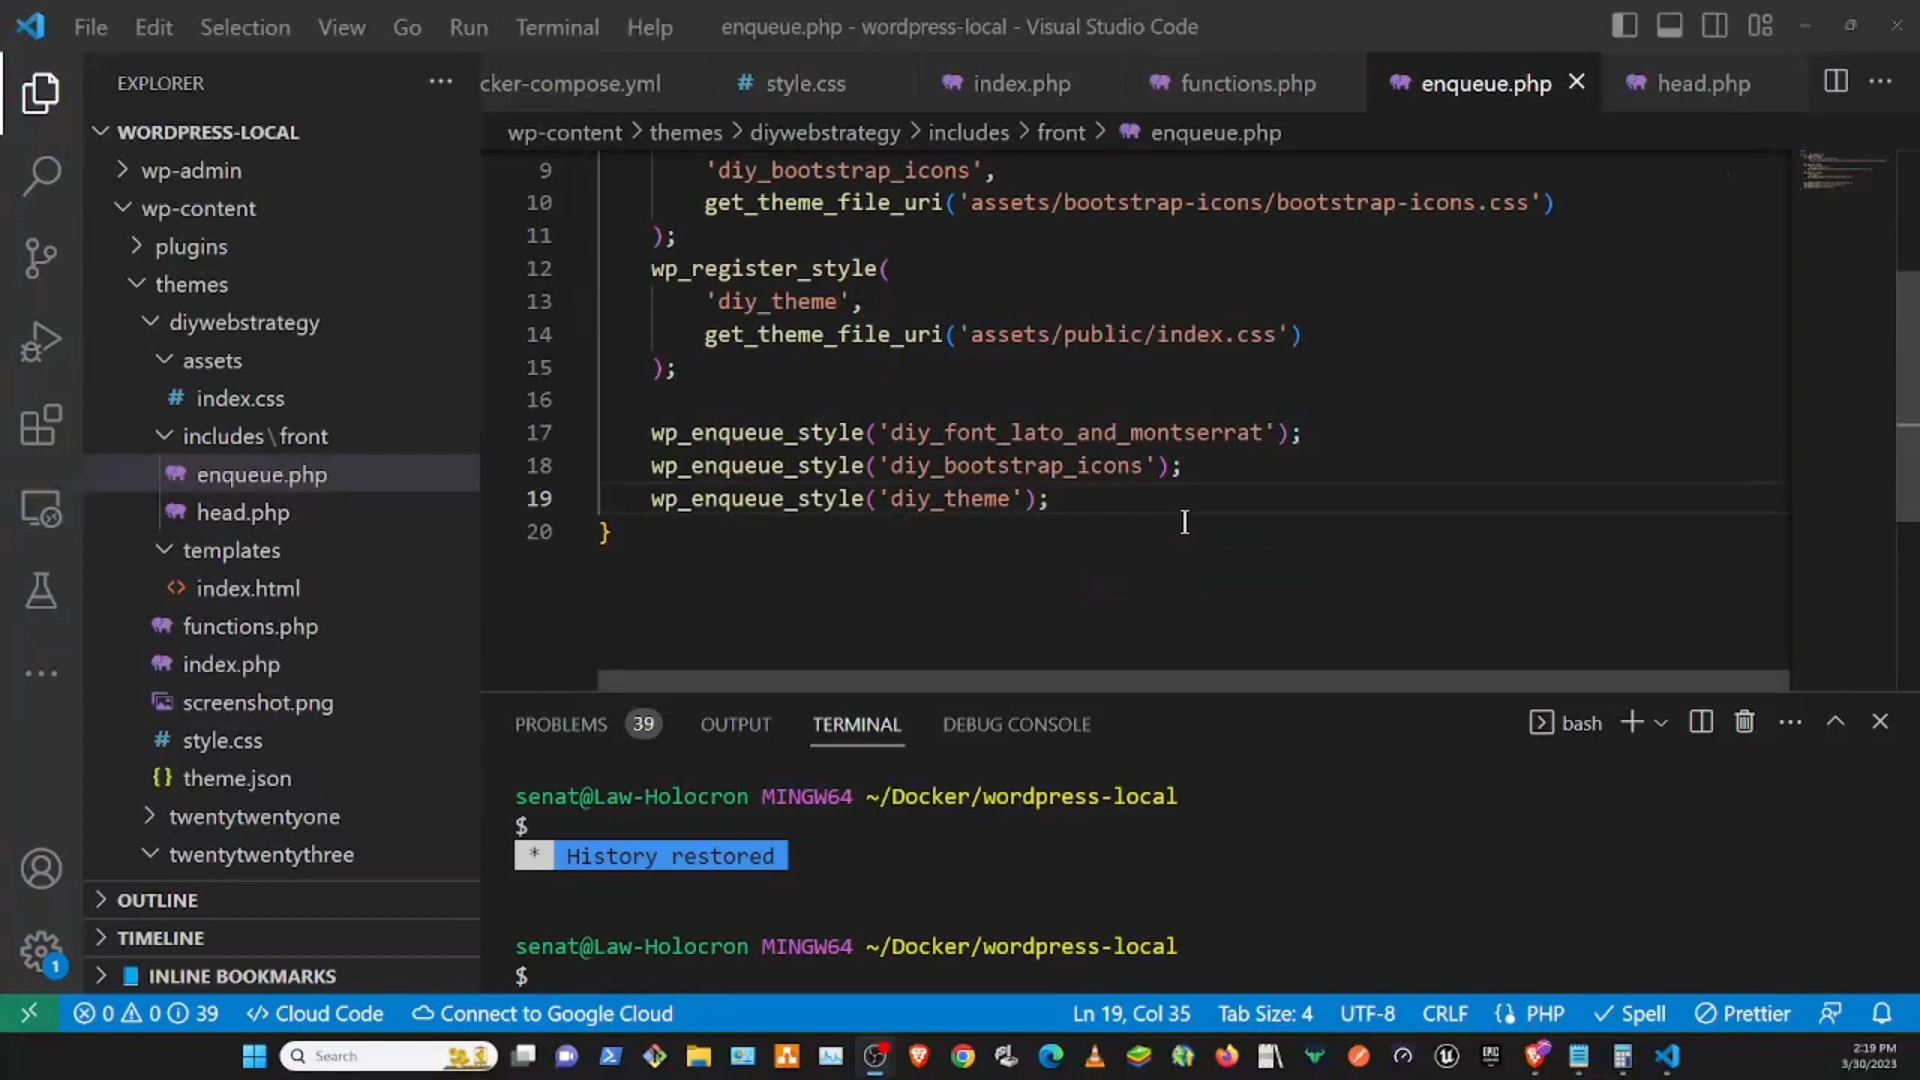 File Edit Selection View Go Run Terminal Help enqueue.php - wordpress-local - Visual Studio Code
EXPLORER
WORDPRESS-LOCAL
wp-admin
wp-content
plugins
themes
diywebstrategy
assets
index.css
includes\front
enqueue.php
head.php
templates
index.html
functions.php
index.php
screenshot.png
style.css
theme.json
twentytwentyone
twentytwentythree
OUTLINE
TIMELINE
INLINE BOOKMARKS
cker-compose.yml style.css index.php functions.php enqueue.php head.php
wp-content > themes > diywebstrategy > includes > front > enqueue.php
9 'diy_bootstrap_icons',
10 get_theme_file_uri('assets/bootstrap-icons/bootstrap-icons.css')
11 );
12 wp_register_style(
13 'diy_theme',
14 get_theme_file_uri('assets/public/index.css')
15 );
16
17 wp_enqueue_style('diy_font_lato_and_montserrat');
18 wp_enqueue_style('diy_bootstrap_icons');
19 wp_enqueue_style('diy_theme');
20 }
PROBLEMS 39 OUTPUT TERMINAL DEBUG CONSOLE bash
senat@Law-Holocron MINGW64 ~/Docker/wordpress-local
$
* History restored
senat@Law-Holocron MINGW64 ~/Docker/wordpress-local
$
1
0 0 39 Cloud Code Connect to Google Cloud Ln 19, Col 35 Tab Size: 4 UTF-8 CRLF PHP Spell Prettier
Search
2:19 PM
3/30/2023